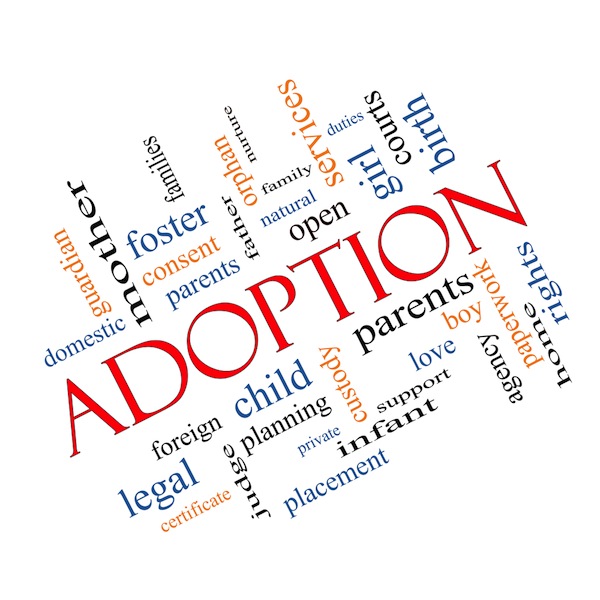 services
duties
courts
birth
nurture
orphan
family
girl
families
father
natural
open
mother
foster
guardian
consent
parents
domestic
ADOPTION
parents
boy
paperwork
rights
home
agency
love
custody
support
child
planning
private
infant
foreign
judge
placement
legal
certificate